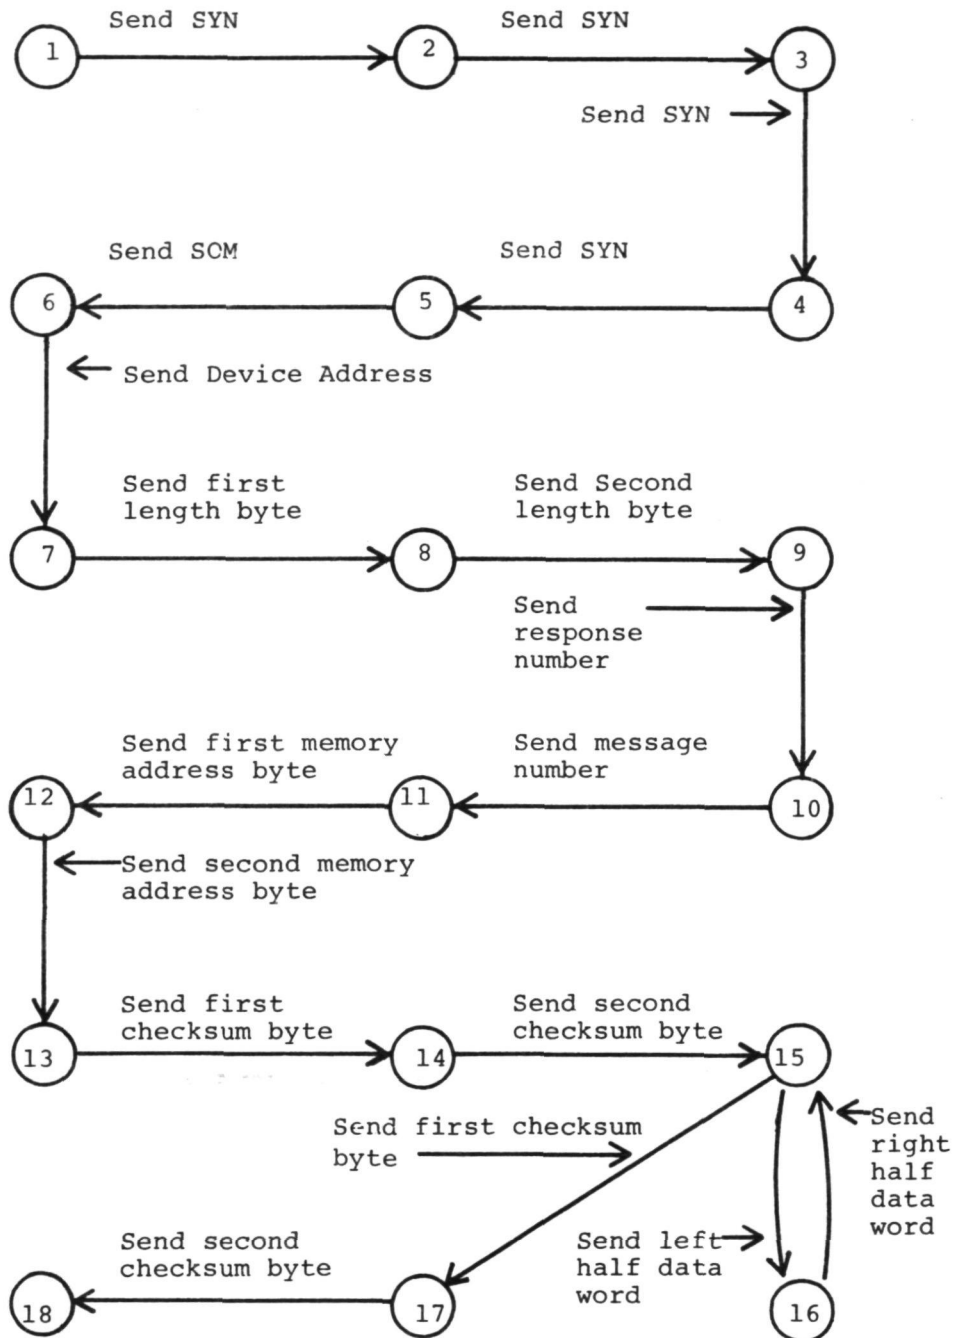 Send SYN
Send SYN
1
2
3
Send SYN
Send SOM
Send SYN
6
5
4
Send Device Address
Send first
length byte
Send Second
length byte
7
8
9
Send
response
number
Send first memory
address byte
Send message
number
12
11
10
Send second memory
address byte
Send first
checksum byte
Send second
checksum byte
13
14
15
Send first checksum
byte
Send
right
half
data
word
Send left
half data
word
Send second
checksum byte
18
17
16